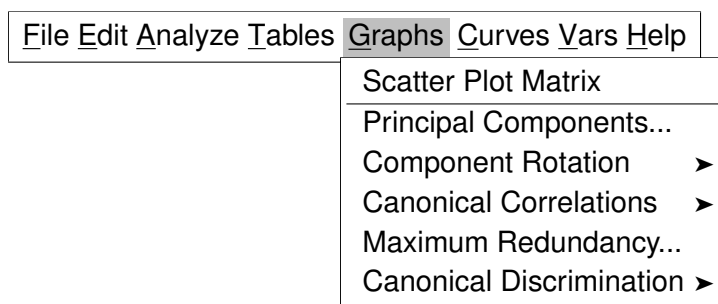 File Edit Analyze Tables Graphs Curves Vars Help
Scatter Plot Matrix
Principal Components...
Component Rotation ➤
Canonical Correlations ➤
Maximum Redundancy...
Canonical Discrimination ➤